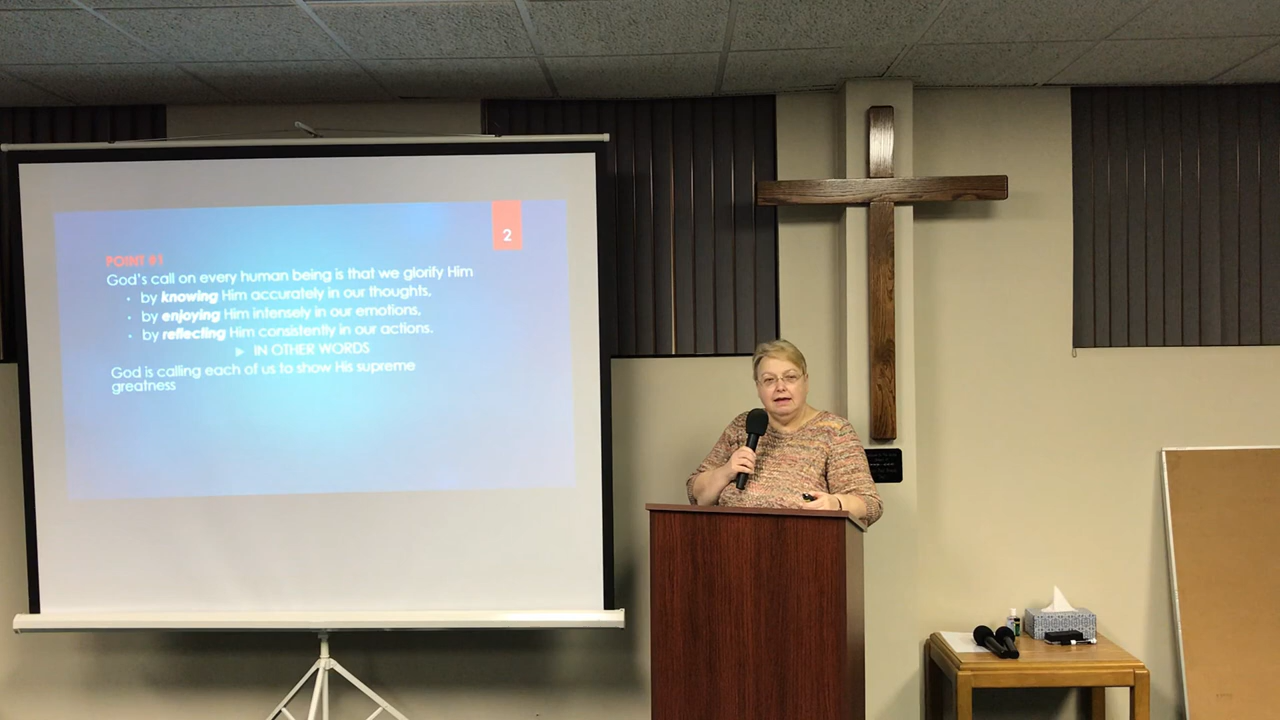 2
POINT #1
God's call on every human being is that we glorify Him
• by knowing Him accurately in our thoughts,
• by enjoying Him intensely in our emotions,
• by reflecting Him consistently in our actions.
▶ IN OTHER WORDS
God is calling each of us to show His supreme
greatness